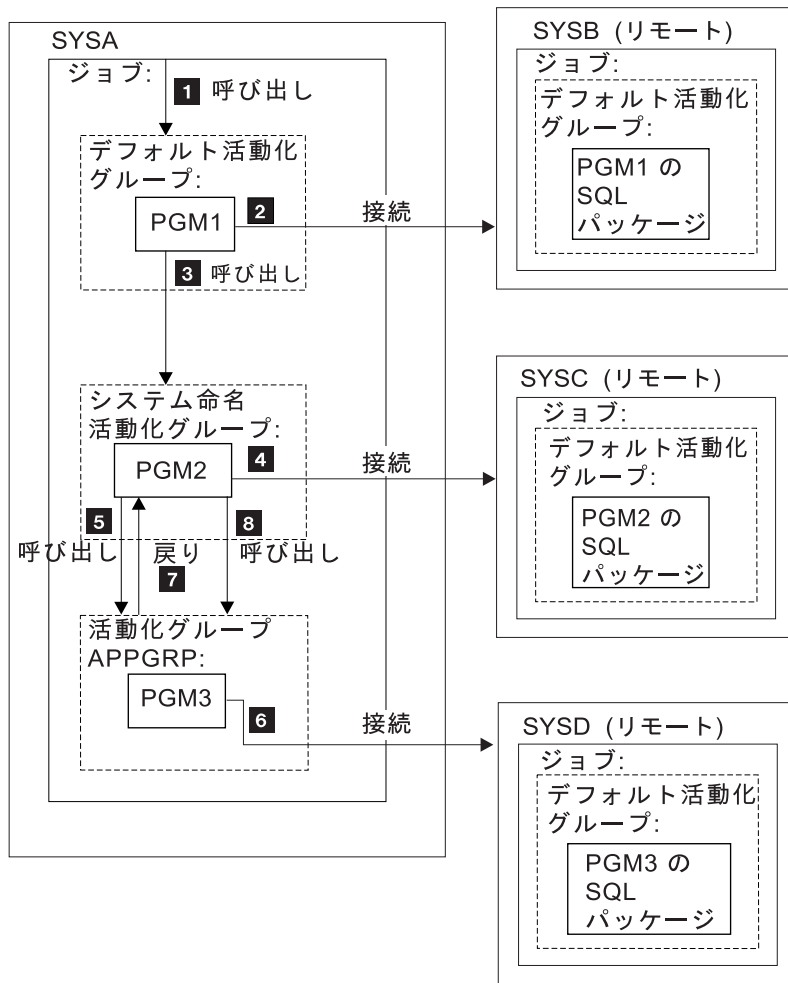 SYSA
ジョブ:
1 呼び出し
デフォルト活動化
グループ:
PGM1
2
接続
3 呼び出し
システム命名
活動化グループ:
PGM2
4
接続
5
8
呼び出し
戻り
呼び出し
7
活動化グループ
APPGRP:
PGM3
6
接続
SYSB (リモート)
ジョブ:
デフォルト活動化
グループ:
PGM1 の
SQL
パッケージ
SYSC (リモート)
ジョブ:
デフォルト活動化
グループ:
PGM2 の
SQL
パッケージ
SYSD (リモート)
ジョブ:
デフォルト活動化
グループ:
PGM3 の
SQL
パッケージ